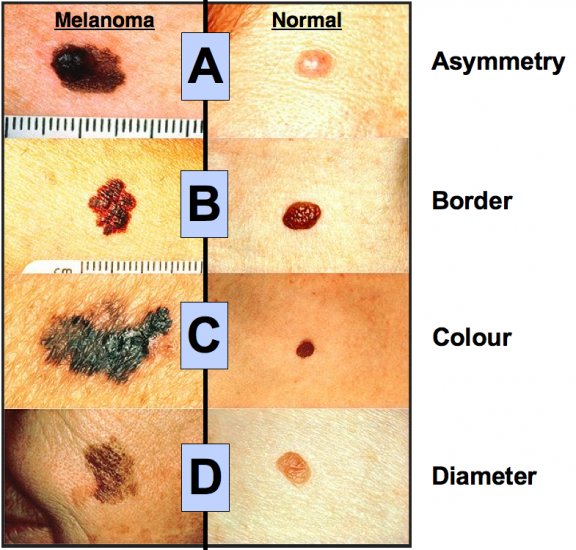 Melanoma Normal
A Asymmetry
B Border
cm
C Colour
D Diameter